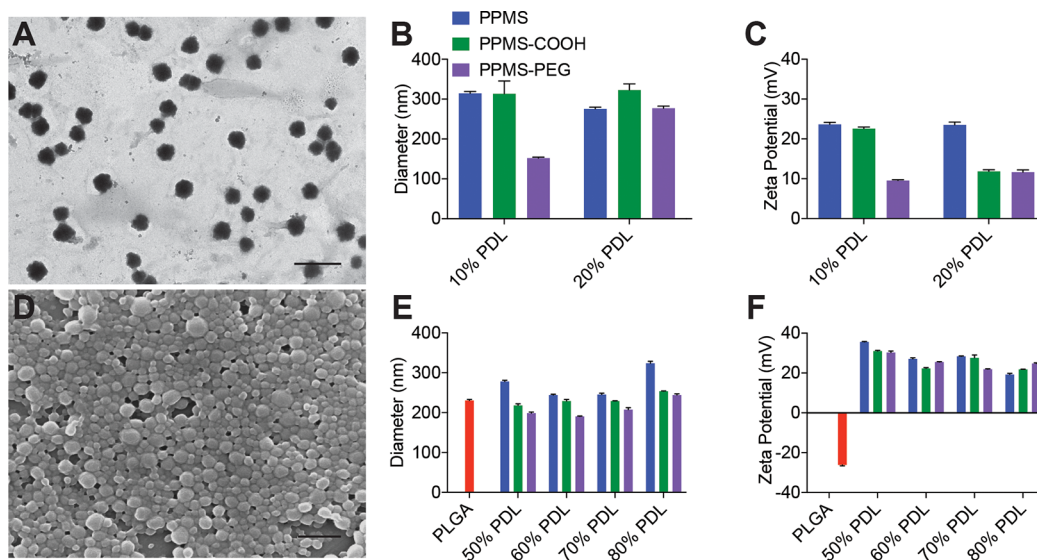 A
B
PPMS
PPMS-COOH
PPMS-PEG
Diameter (nm)
400
300
200
100
0
10% PDL
20% PDL
C
Zeta Potential (mV)
40
30
20
10
0
10% PDL
20% PDL
D
E
Diameter (nm)
400
300
200
100
0
PLGA
50% PDL
60% PDL
70% PDL
80% PDL
F
Zeta Potential (mV)
40
20
0
-20
-40
PLGA
50% PDL
60% PDL
70% PDL
80% PDL